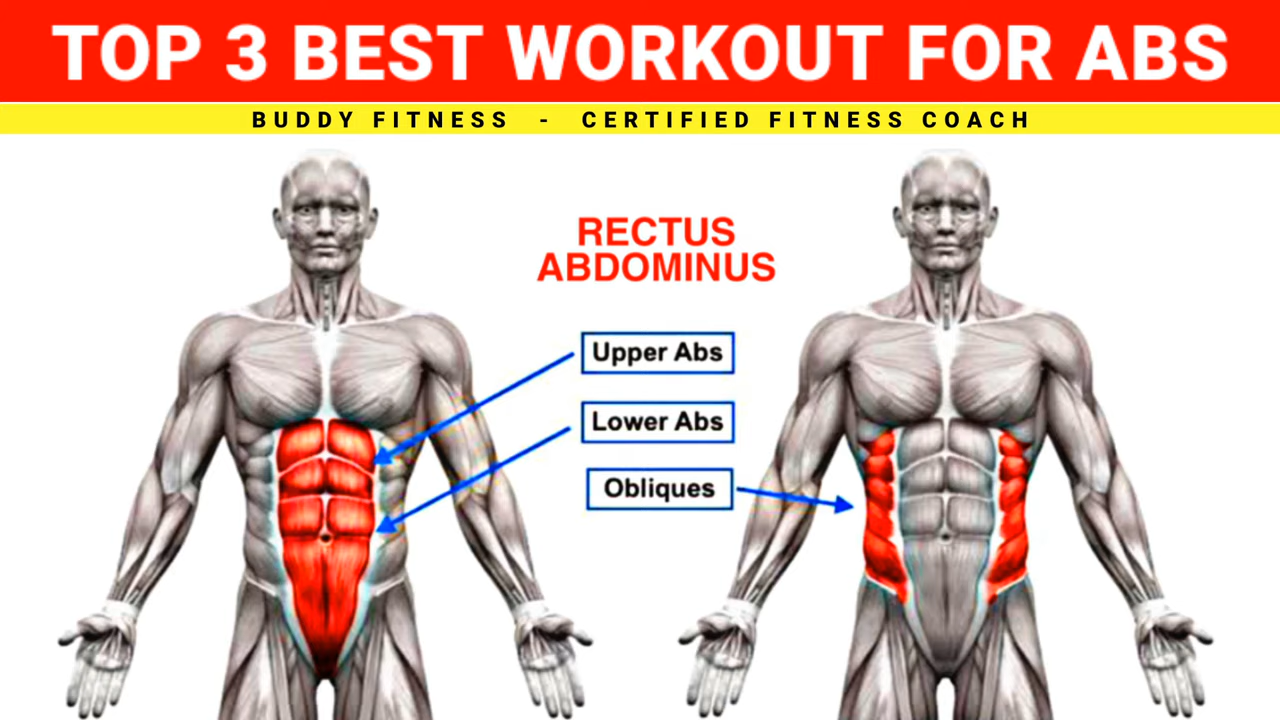 TOP 3 BEST WORKOUT FOR ABS
BUDDY FITNESS - CERTIFIED FITNESS COACH
RECTUS
ABDOMINUS
Upper Abs
Lower Abs
Obliques